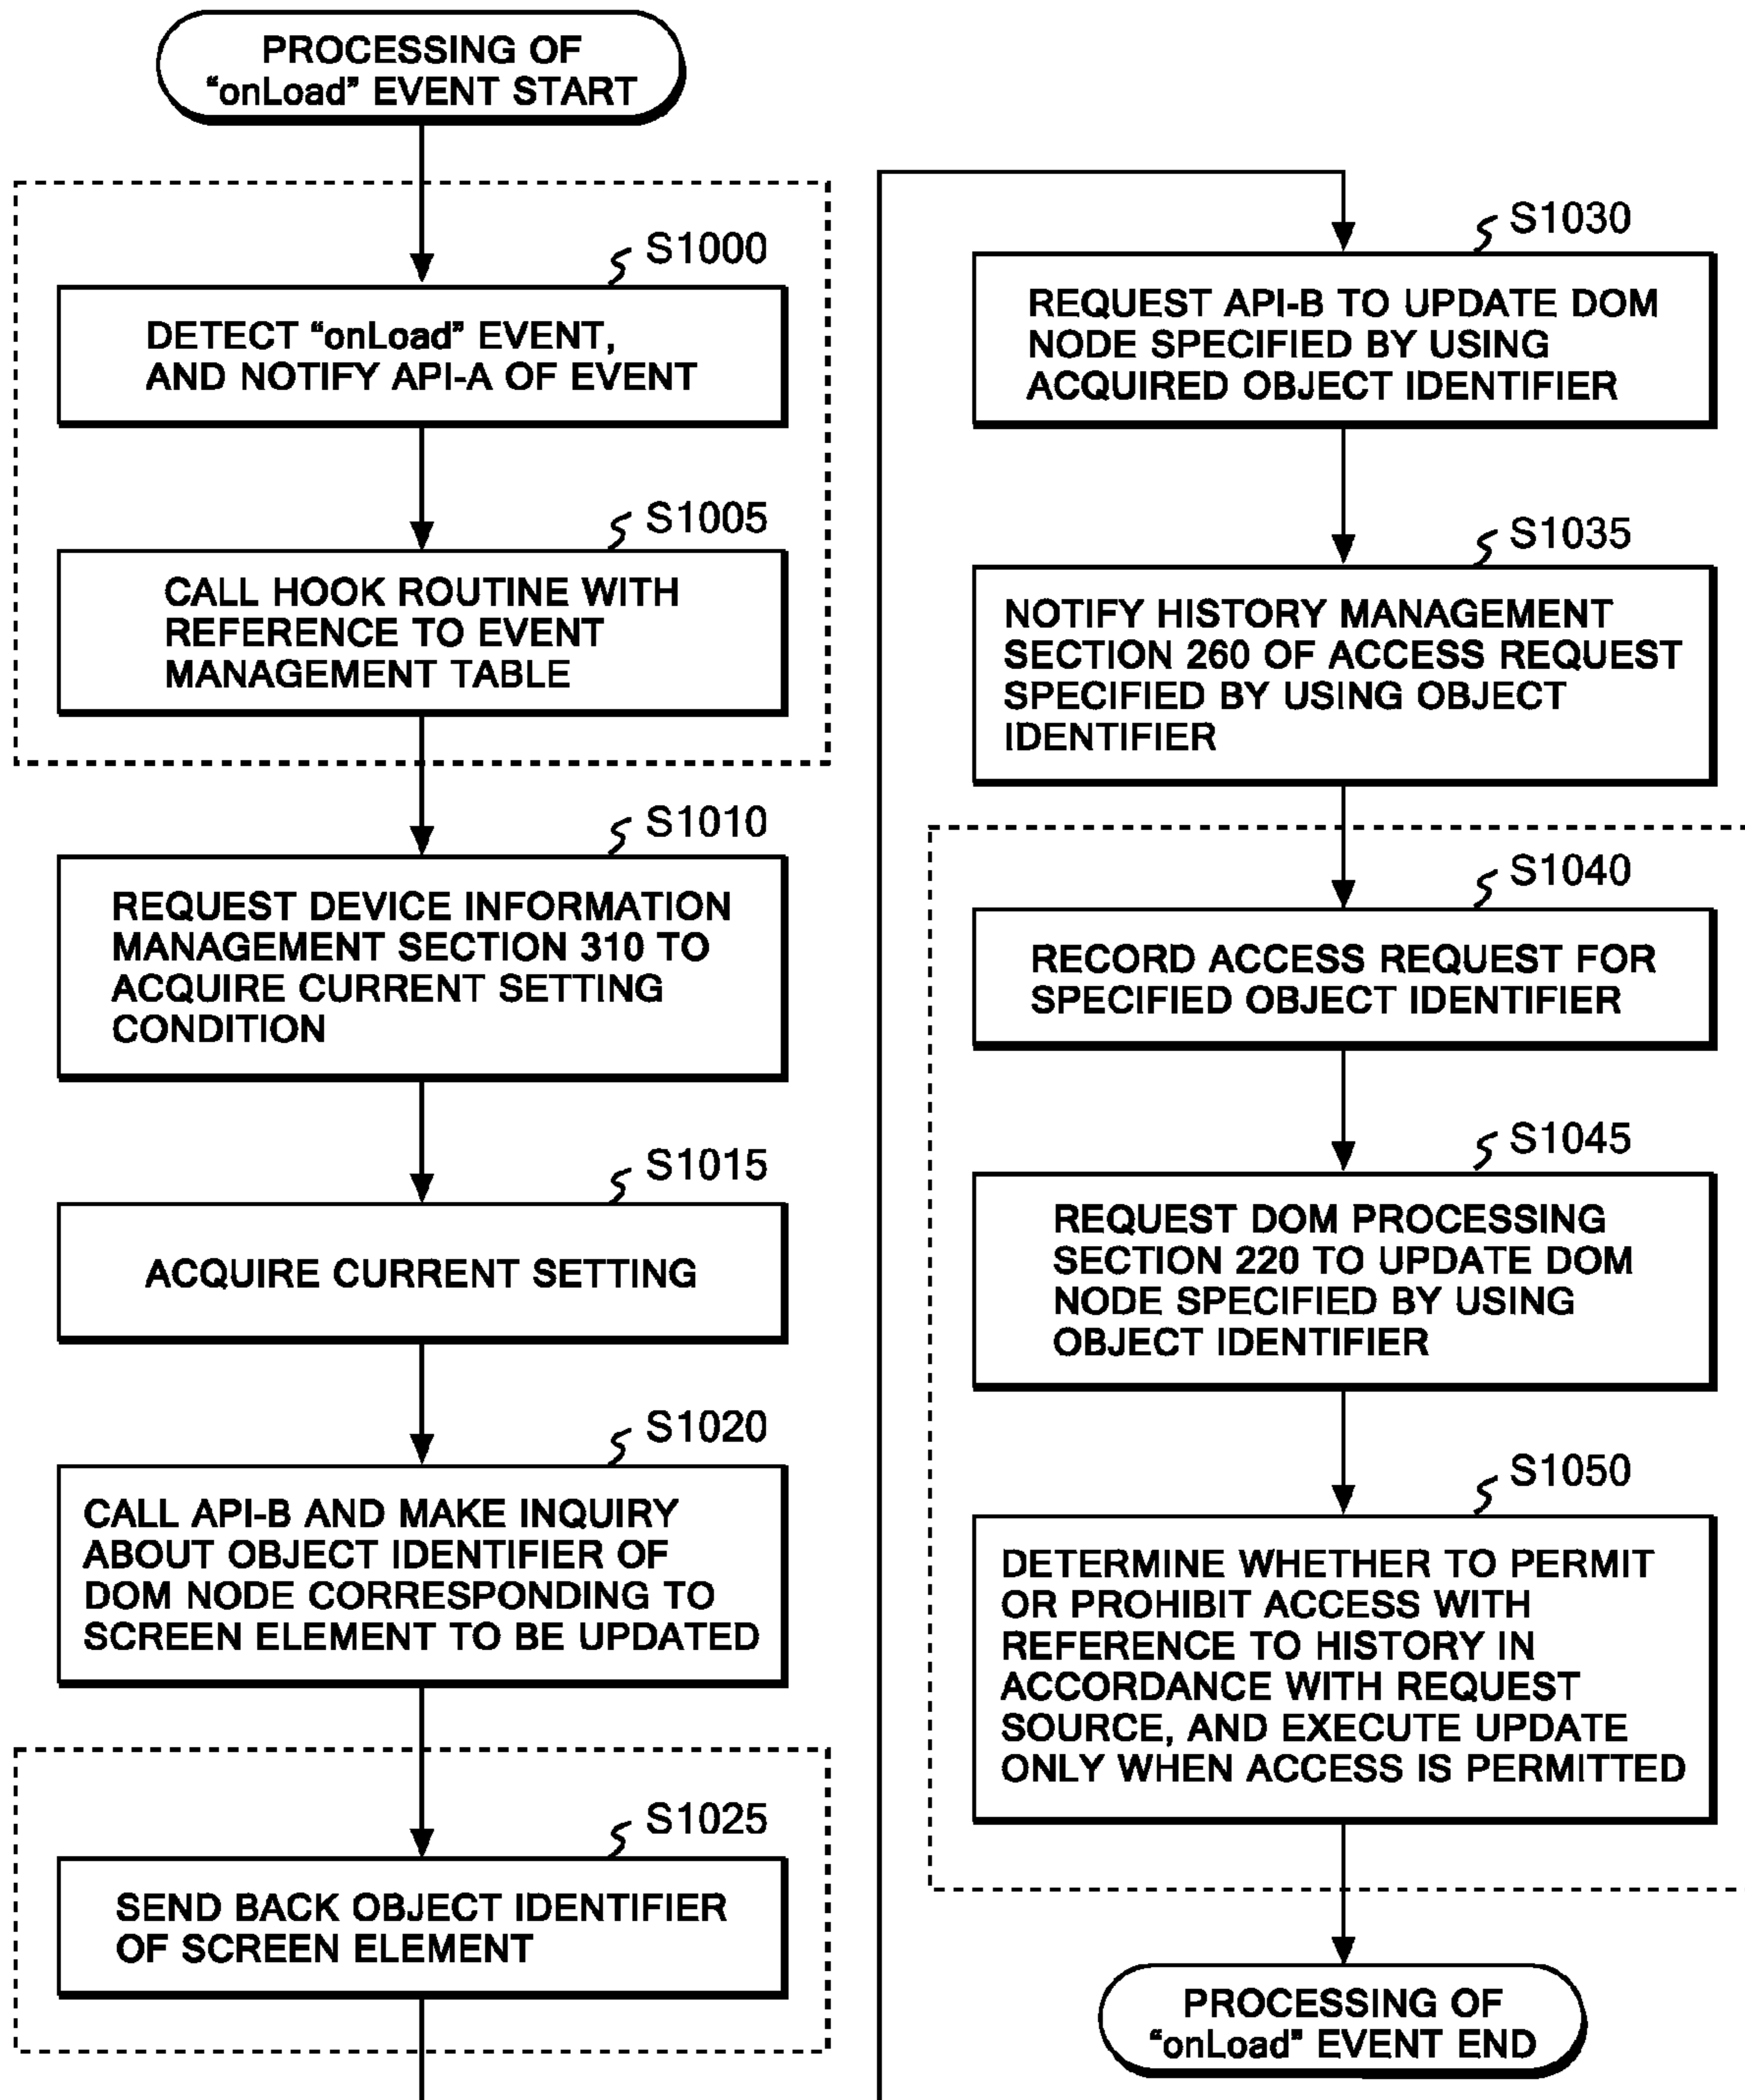 PROCESSING OF
“onLoad” EVENT START
S1000
DETECT “onLoad” EVENT,
AND NOTIFY API-A OF EVENT
S1005
CALL HOOK ROUTINE WITH
REFERENCE TO EVENT
MANAGEMENT TABLE
S1010
REQUEST DEVICE INFORMATION
MANAGEMENT SECTION 310 TO
ACQUIRE CURRENT SETTING
CONDITION
S1015
ACQUIRE CURRENT SETTING
S1020
CALL API-B AND MAKE INQUIRY
ABOUT OBJECT IDENTIFIER OF
DOM NODE CORRESPONDING TO
SCREEN ELEMENT TO BE UPDATED
S1025
SEND BACK OBJECT IDENTIFIER
OF SCREEN ELEMENT
S1030
REQUEST API-B TO UPDATE DOM
NODE SPECIFIED BY USING
ACQUIRED OBJECT IDENTIFIER
S1035
NOTIFY HISTORY MANAGEMENT
SECTION 260 OF ACCESS REQUEST
SPECIFIED BY USING OBJECT
IDENTIFIER
S1040
RECORD ACCESS REQUEST FOR
SPECIFIED OBJECT IDENTIFIER
S1045
REQUEST DOM PROCESSING
SECTION 220 TO UPDATE DOM
NODE SPECIFIED BY USING
OBJECT IDENTIFIER
S1050
DETERMINE WHETHER TO PERMIT
OR PROHIBIT ACCESS WITH
REFERENCE TO HISTORY IN
ACCORDANCE WITH REQUEST
SOURCE, AND EXECUTE UPDATE
ONLY WHEN ACCESS IS PERMITTED
PROCESSING OF
“onLoad” EVENT END